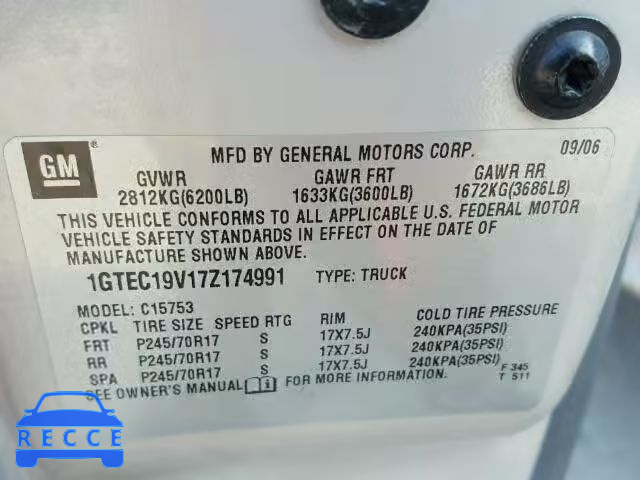 GM ®
MFD BY GENERAL MOTORS CORP. 09/06
GVWR GAWR FRT GAWR RR
2812KG(6200LB) 1633KG(3600LB) 1672KG(3686LB)
THIS VEHICLE CONFORMS TO ALL APPLICABLE U.S. FEDERAL MOTOR
VEHICLE SAFETY STANDARDS IN EFFECT ON THE DATE OF
MANUFACTURE SHOWN ABOVE.
1GTEC19V17Z174991 TYPE: TRUCK
MODEL: C15753
CPKL TIRE SIZE SPEED RTG RIM COLD TIRE PRESSURE
FRT P245/70R17 S 17X7.5J 240KPA(35PSI)
RR P245/70R17 S 17X7.5J 240KPA(35PSI)
SPA P245/70R17 S 17X7.5J 240KPA(35PSI)
SEE OWNER'S MANUAL FOR MORE INFORMATION.
F 345
T 511
RECCE